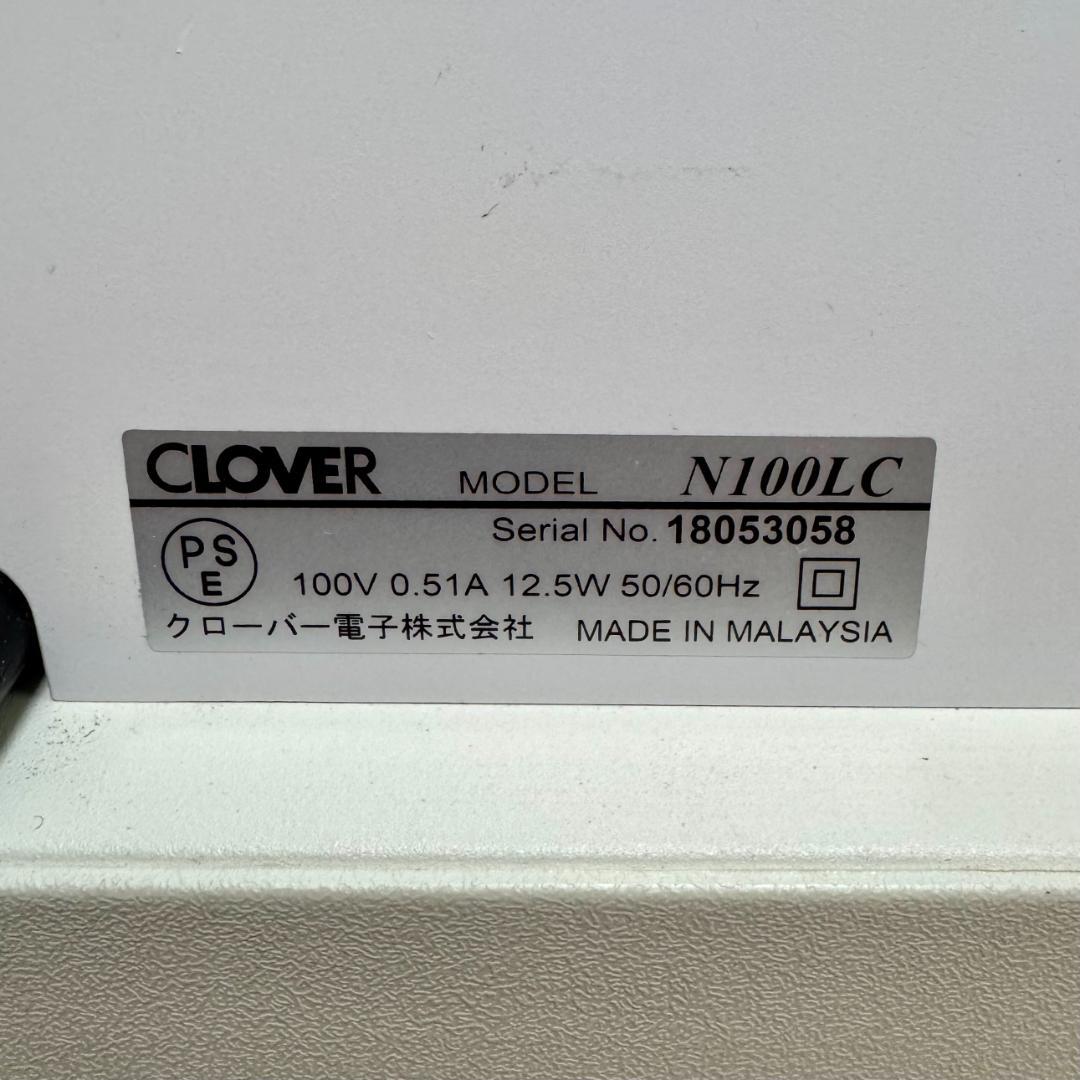 CLOVER MODEL N100LC
Serial No. 18053058
PS
E
100V 0.51A 12.5W 50/60Hz
クローバー電子株式会社 MADE IN MALAYSIA